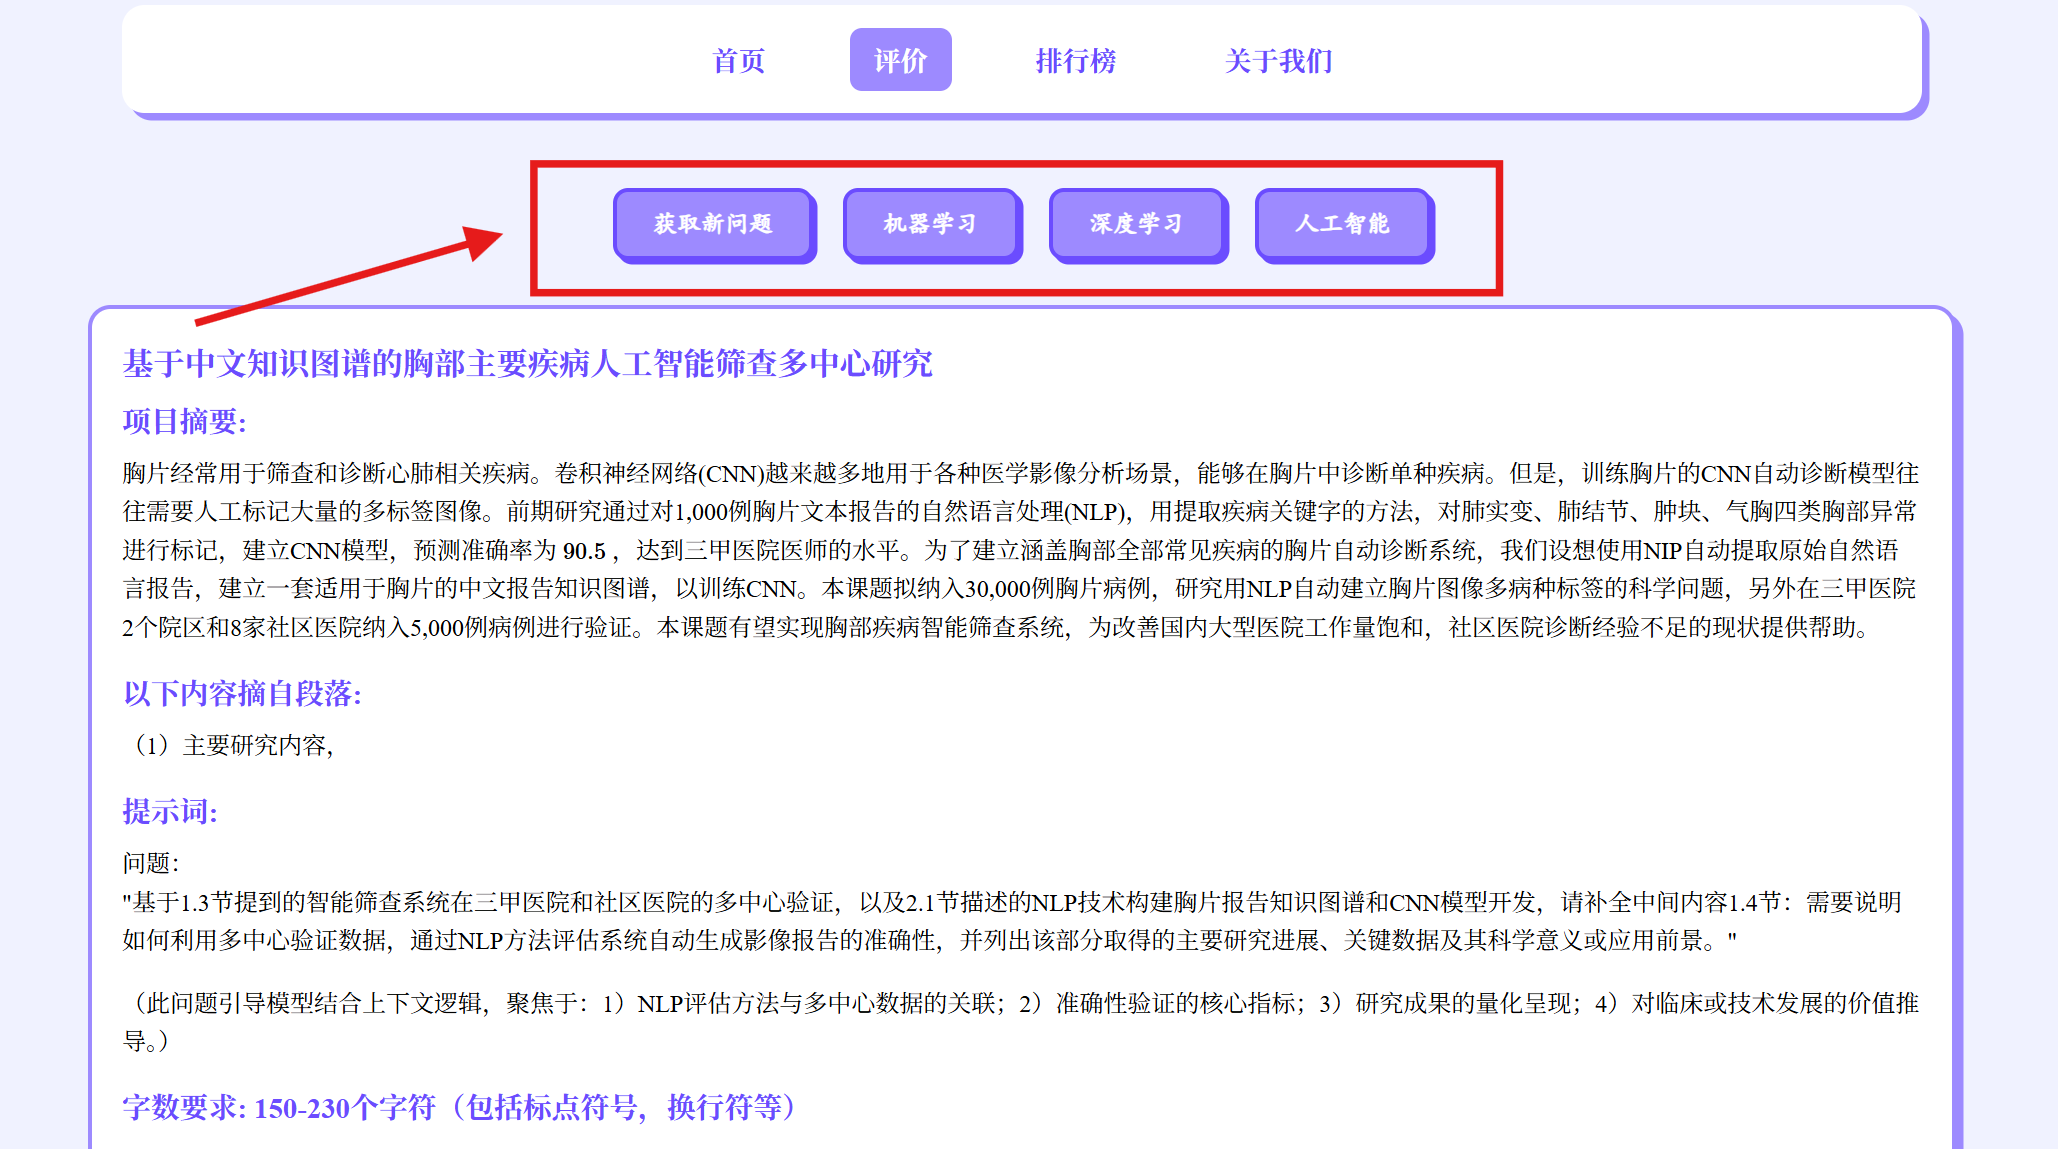 首页 评价 排行榜 关于我们
获取新问题 机器学习 深度学习 人工智能
基于中文知识图谱的胸部主要疾病人工智能筛查多中心研究
项目摘要:
胸片经常用于筛查和诊断心肺相关疾病。卷积神经网络(CNN)越来越多地用于各种医学影像分析场景，能够在胸片中诊断单种疾病。但是，训练胸片的CNN自动诊断模型往
往需要人工标记大量的多标签图像。前期研究通过对1,000例胸片文本报告的自然语言处理(NLP)，用提取疾病关键字的方法，对肺实变、肺结节、肿块、气胸四类胸部异常
进行标记，建立CNN模型，预测准确率为 90.5 ，达到三甲医院医师的水平。为了建立涵盖胸部全部常见疾病的胸片自动诊断系统，我们设想使用NIP自动提取原始自然语
言报告，建立一套适用于胸片的中文报告知识图谱，以训练CNN。本课题拟纳入30,000例胸片病例，研究用NLP自动建立胸片图像多病种标签的科学问题，另外在三甲医院
2个院区和8家社区医院纳入5,000例病例进行验证。本课题有望实现胸部疾病智能筛查系统，为改善国内大型医院工作量饱和，社区医院诊断经验不足的现状提供帮助。
以下内容摘自段落:
（1）主要研究内容，
提示词:
问题：
"基于1.3节提到的智能筛查系统在三甲医院和社区医院的多中心验证，以及2.1节描述的NLP技术构建胸片报告知识图谱和CNN模型开发，请补全中间内容1.4节：需要说明
如何利用多中心验证数据，通过NLP方法评估系统自动生成影像报告的准确性，并列出该部分取得的主要研究进展、关键数据及其科学意义或应用前景。"
（此问题引导模型结合上下文逻辑，聚焦于：1）NLP评估方法与多中心数据的关联；2）准确性验证的核心指标；3）研究成果的量化呈现；4）对临床或技术发展的价值推
导。）
字数要求: 150-230个字符（包括标点符号，换行符等）